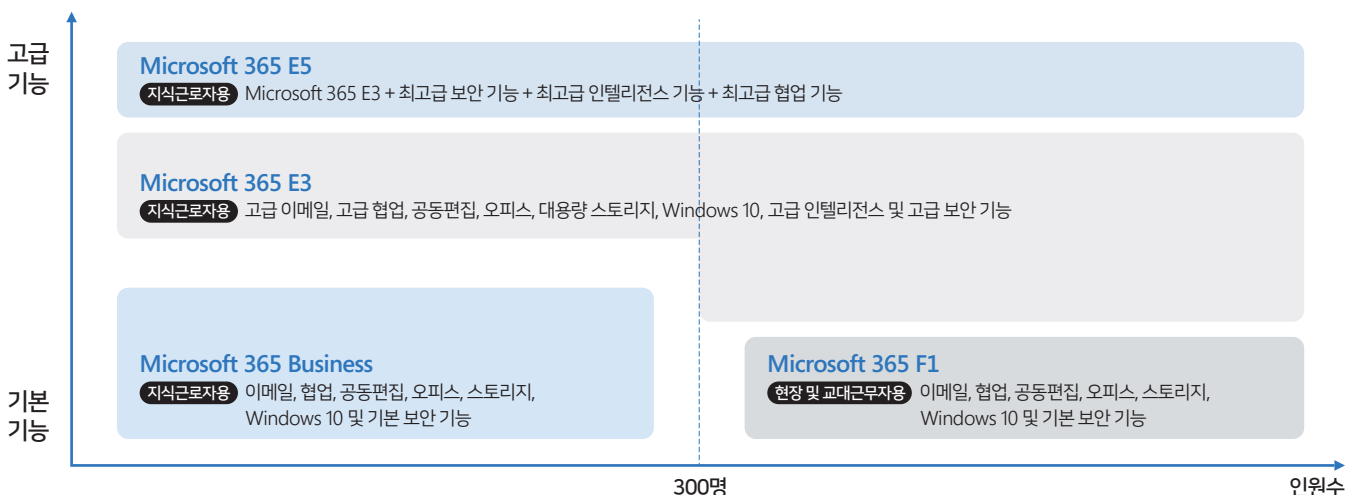 고급
기능
Microsoft 365 E5
지식근로자용 Microsoft 365 E3 + 최고급 보안 기능 + 최고급 인텔리전스 기능 + 최고급 협업 기능
Microsoft 365 E3
지식근로자용 고급 이메일, 고급 협업, 공동편집, 오피스, 대용량 스토리지, Windows 10, 고급 인텔리전스 및 고급 보안 기능
Microsoft 365 Business
지식근로자용 이메일, 협업, 공동편집, 오피스, 스토리지,
Windows 10 및 기본 보안 기능
Microsoft 365 F1
현장 및 교대근무자용 이메일, 협업, 공동편집, 오피스, 스토리지,
Windows 10 및 기본 보안 기능
기본
기능
300명
인원수